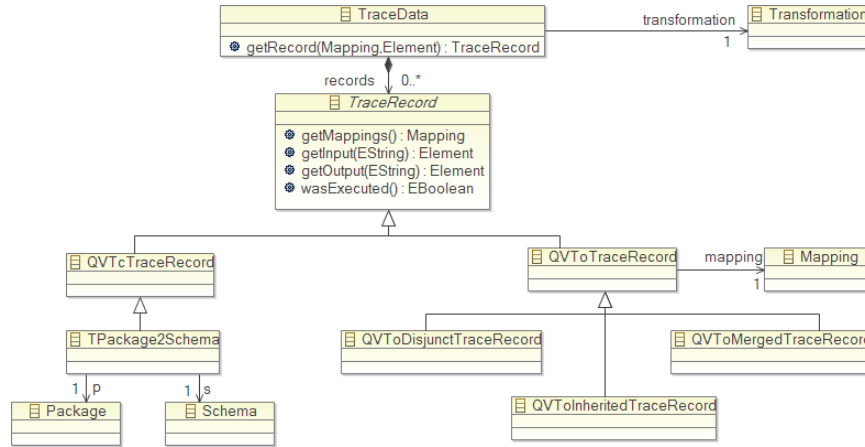 TraceData
Transformation
transformation
1
getRecord(Mapping,Element) : TraceRecord
records 0..*
TraceRecord
getMappings() : Mapping
getInput(EString) : Element
getOutput(EString) : Element
wasExecuted() : EBoolean
QVTcTraceRecord
QVToTraceRecord
mapping
1
Mapping
TPackage2Schema
QVToDisjunctTraceRecord
QVToMergedTraceRecord
1 p
1 s
Package
Schema
QVToInheritedTraceRecord